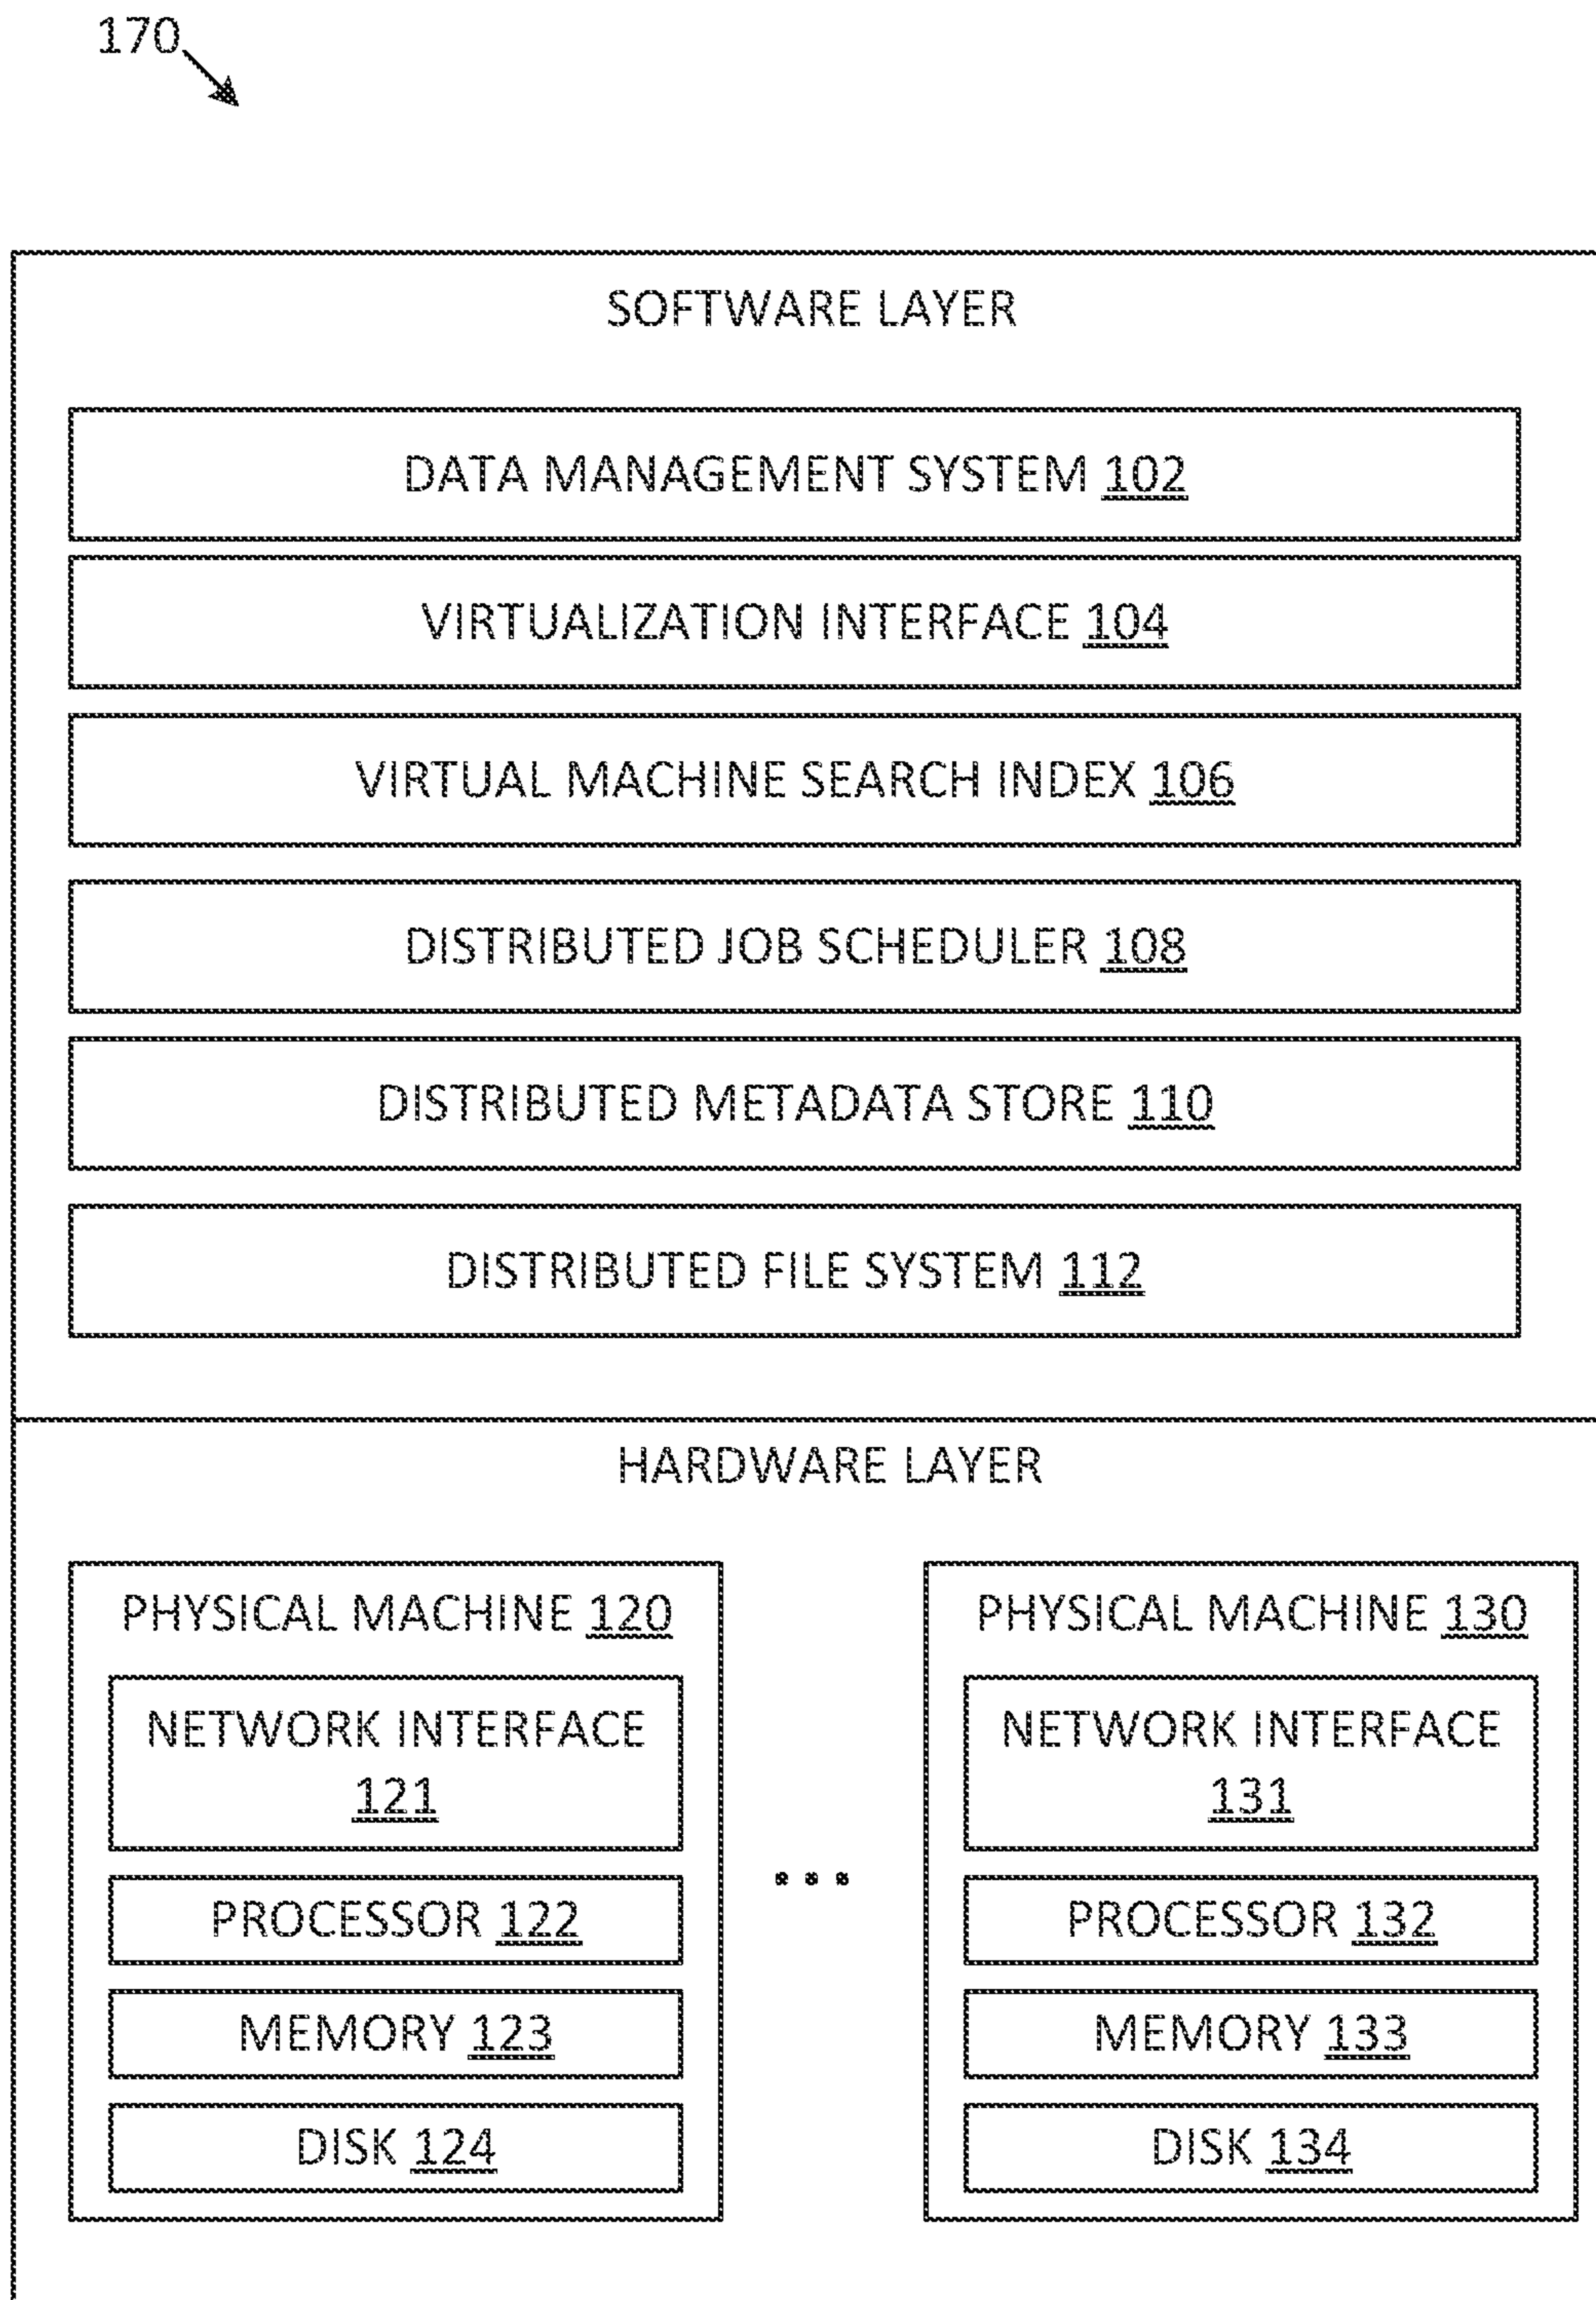 170
SOFTWARE LAYER
DATA MANAGEMENT SYSTEM 102
VIRTUALIZATION INTERFACE 104
VIRTUAL MACHINE SEARCH INDEX 106
DISTRIBUTED JOB SCHEDULER 108
DISTRIBUTED METADATA STORE 110
DISTRIBUTED FILE SYSTEM 112
HARDWARE LAYER
PHYSICAL MACHINE 120
NETWORK INTERFACE
121
PROCESSOR 122
MEMORY 123
DISK 124
...
PHYSICAL MACHINE 130
NETWORK INTERFACE
131
PROCESSOR 132
MEMORY 133
DISK 134